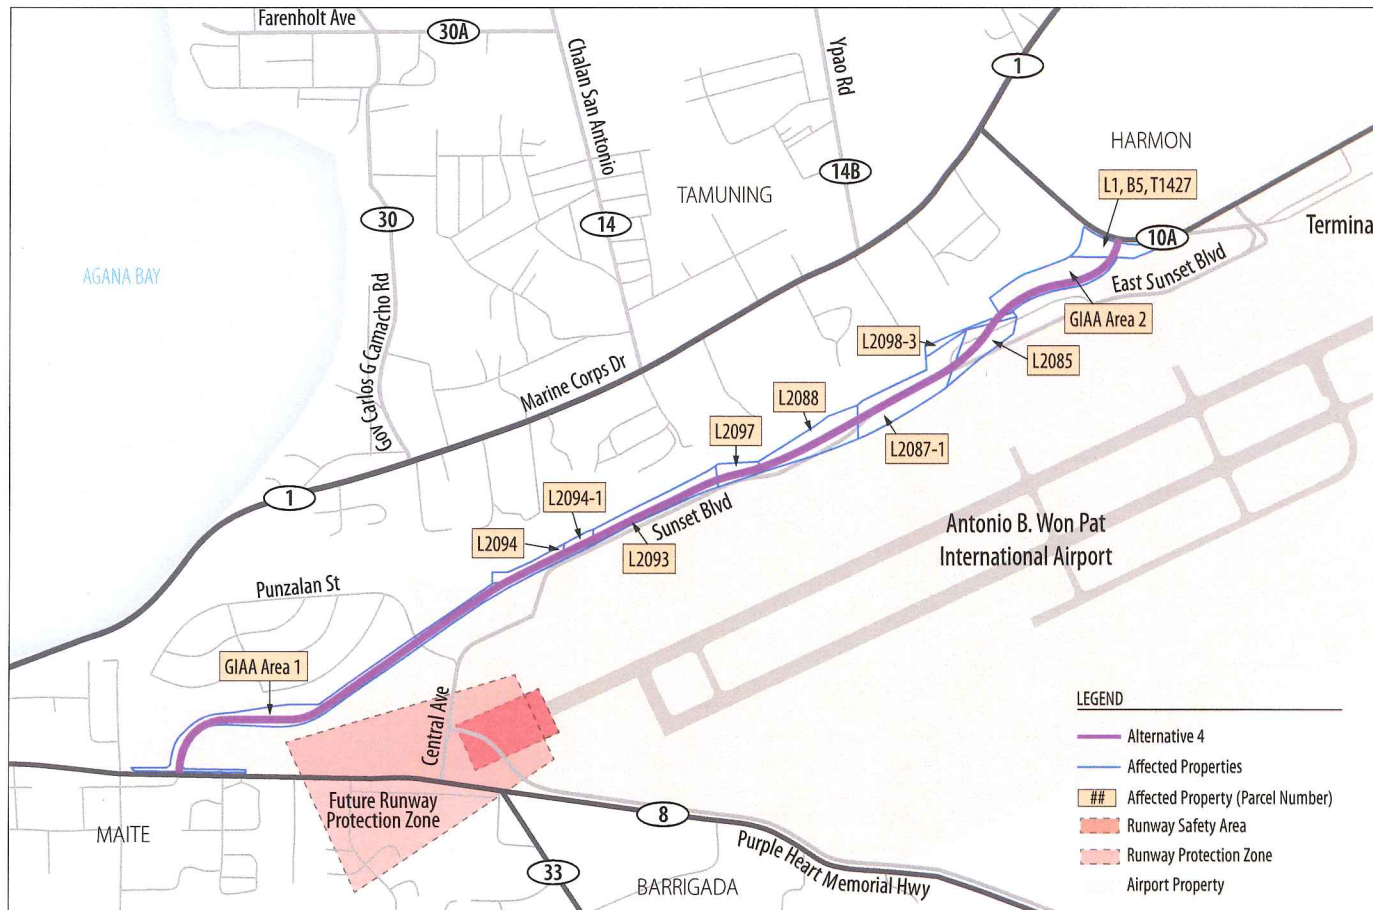 Farenholt Ave
30A
Chalan San Antonio
Ypao Rd
1
HARMON
L1, B5, T1427
14B
TAMUNING
30
14
10A
Termina
East Sunset Blvd
AGANA BAY
GIAA Area 2
Gov Carlos G Camacho Rd
L2098-3
L2085
Marine Corps Dr
L2088
L2097
L2087-1
1
L2094-1
Sunset Blvd
L2094
L2093
Antonio B. Won Pat
International Airport
Punzalan St
GIAA Area 1
Central Ave
Future Runway
Protection Zone
MAITE
8
Purple Heart Memorial Hwy
33
BARRIGADA
LEGEND
Alternative 4
Affected Properties
## Affected Property (Parcel Number)
Runway Safety Area
Runway Protection Zone
Airport Property